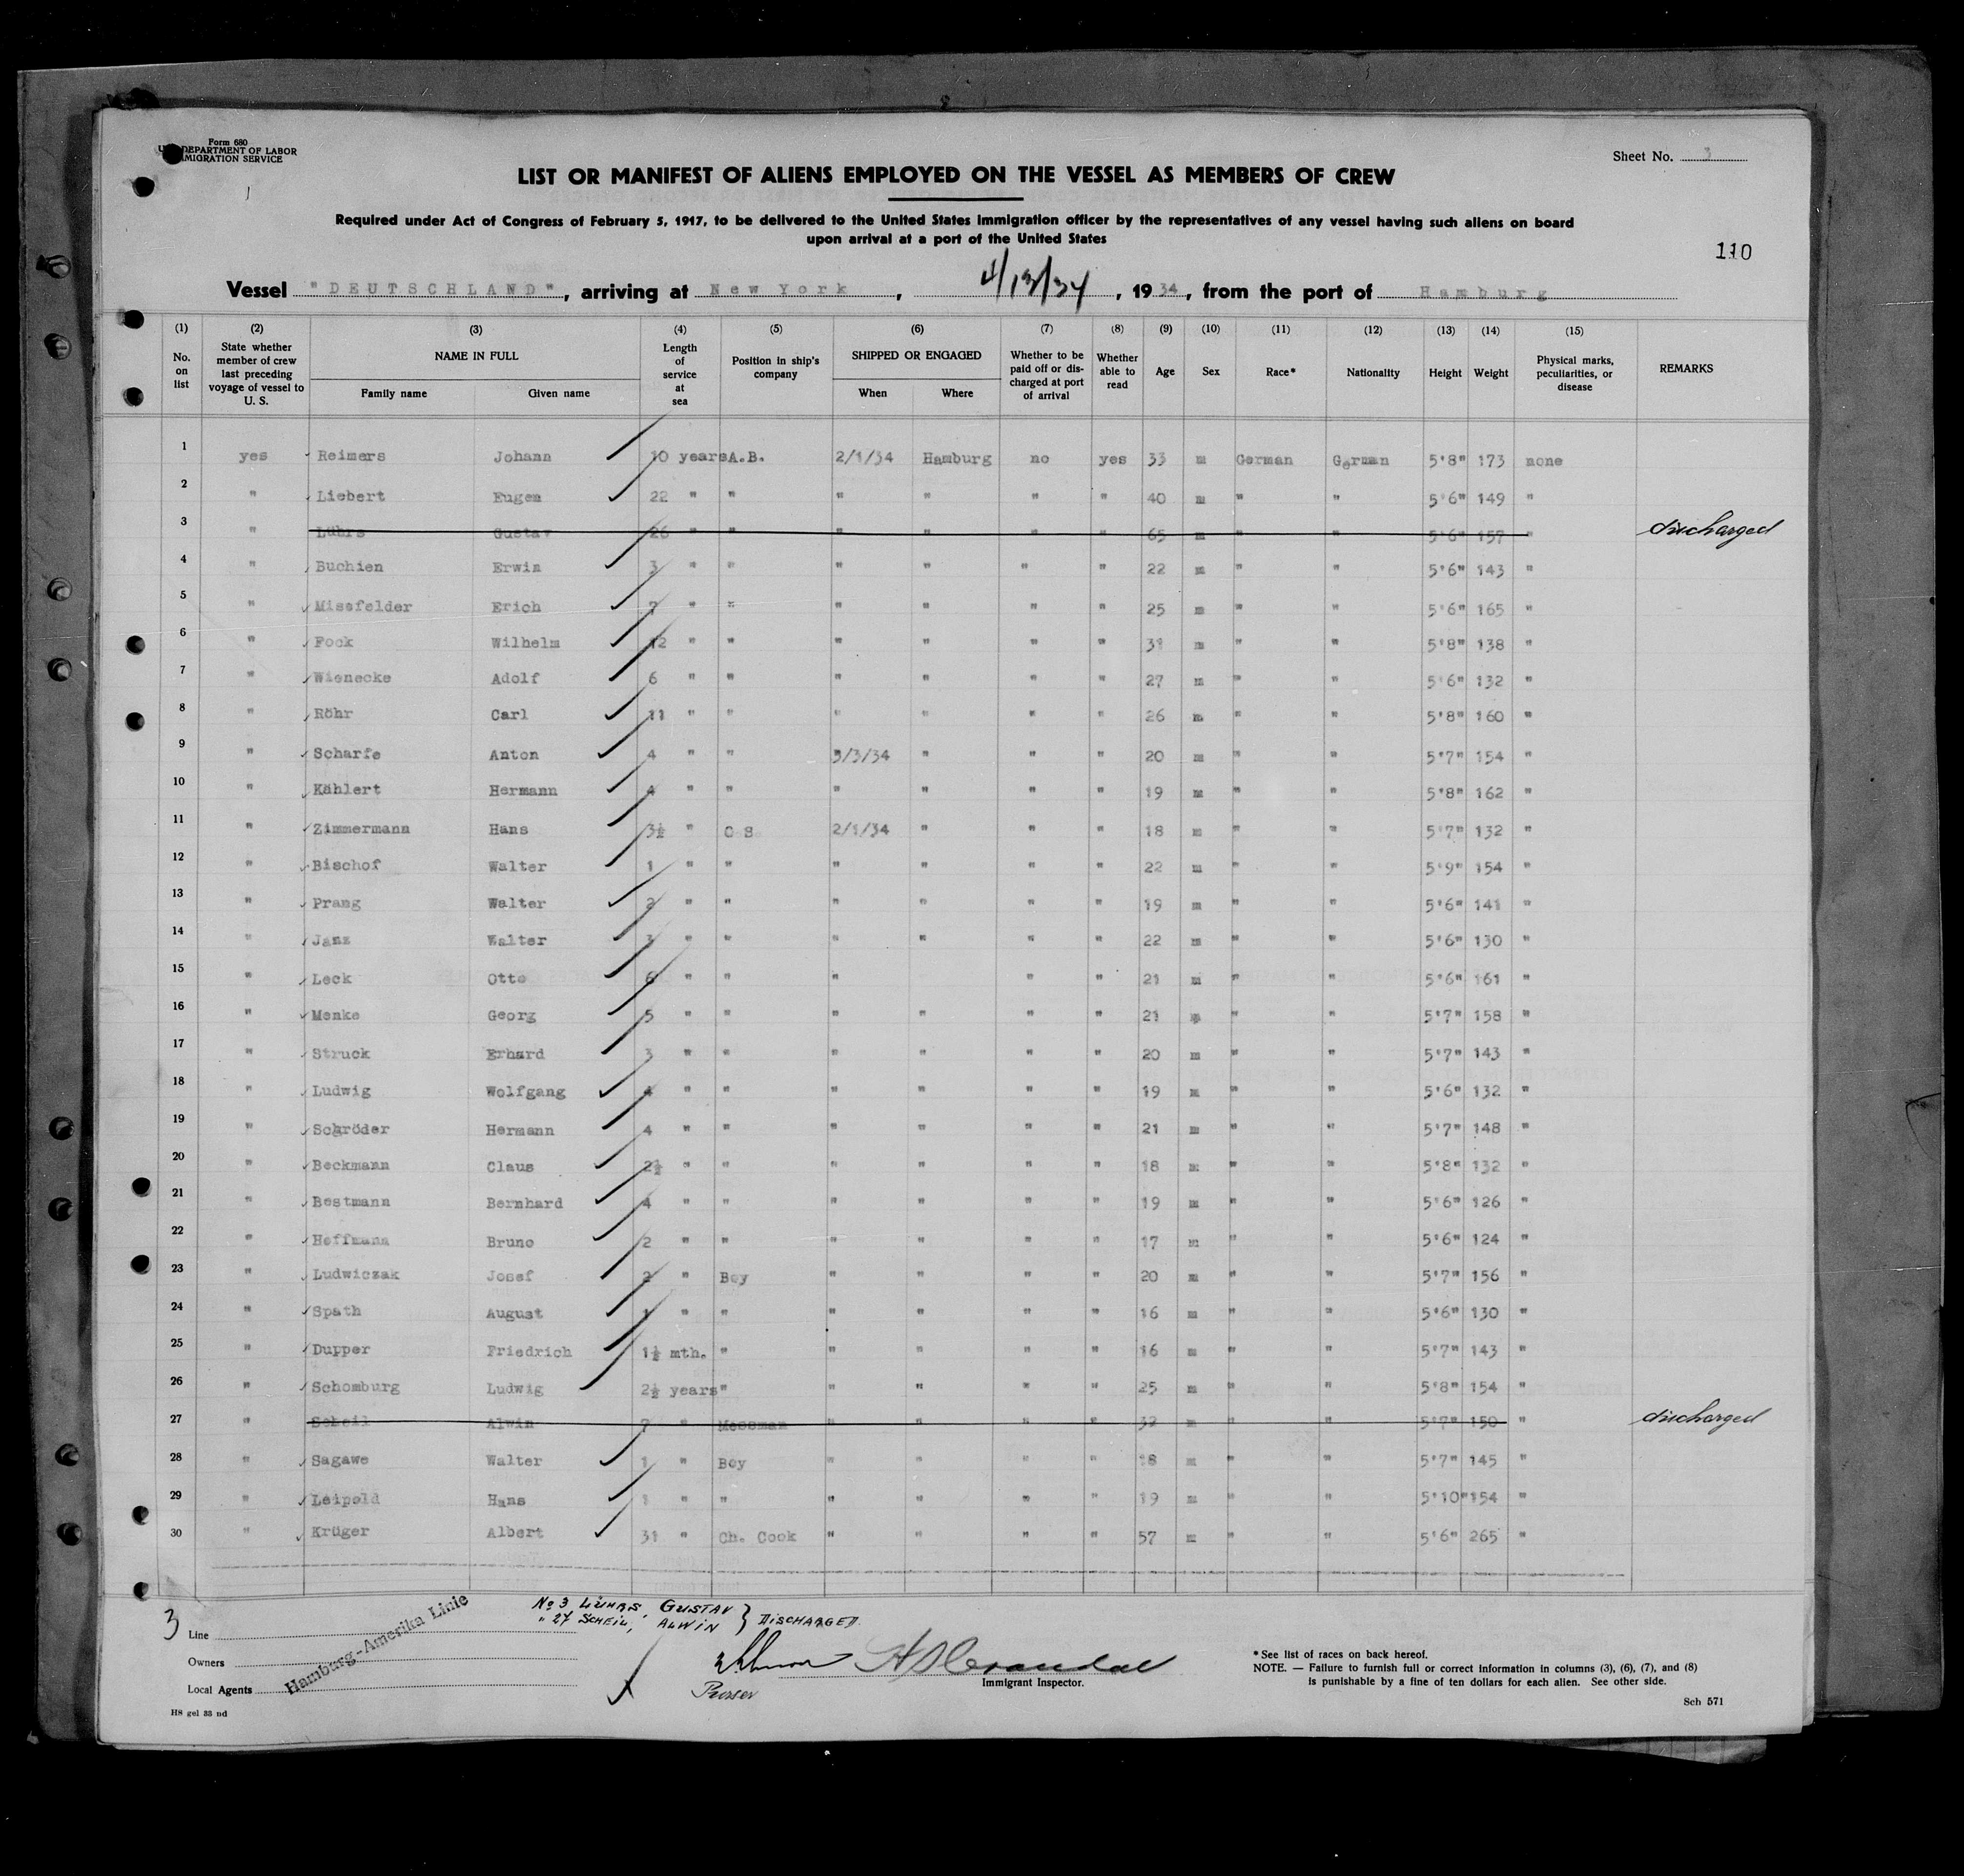 Form 680
DEPARTMENT OF LABOR
IMMIGRATION SERVICE
Sheet No. 3
LIST OR MANIFEST OF ALIENS EMPLOYED ON THE VESSEL AS MEMBERS OF CREW
Required under Act of Congress of February 5, 1917, to be delivered to the United States immigration officer by the representatives of any vessel having such aliens on board
upon arrival at a port of the United States
110
Vessel "DEUTSCHLAND", arriving at New York, 4/13/34, 1934, from the port of Hamburg
(1) (2) (3) (4) (5) (6) (7) (8) (9) (10) (11) (12) (13) (14) (15)
No. on list | State whether member of crew last preceding voyage of vessel to U. S. | NAME IN FULL | Length of service at sea | Position in ship's company | SHIPPED OR ENGAGED | Whether to be paid off or discharged at port of arrival | Whether able to read | Age | Sex | Race* | Nationality | Height | Weight | Physical marks, peculiarities, or disease | REMARKS
Family name | Given name | When | Where
1 yes Reimers Johann 10 years A.B. 2/1/34 Hamburg no yes 33 m German German 5'8" 173 none
2 " Liebert Eugen 22 " " " " " " 40 m " " 5'6" 149 "
3 " Lührs Gustav 26 " " " " " " 65 m " " 5'6" 157 " discharged
4 " Buchien Erwin 3 " " " " " " 22 m " " 5'6" 143 "
5 " Missfelder Erich 7 " " " " " " 25 m " " 5'6" 165 "
6 " Fock Wilhelm 12 " " " " " " 31 m " " 5'8" 138 "
7 " Wienecke Adolf 6 " " " " " " 27 m " " 5'6" 132 "
8 " Röhr Carl 11 " " " " " " 26 m " " 5'8" 160 "
9 " Scharfe Anton 4 " " 3/3/34 " " " 20 m " " 5'7" 154 "
10 " Kählert Hermann 4 " " " " " " 19 m " " 5'8" 162 "
11 " Zimmermann Hans 3½ " O S. 2/1/34 " " " 18 m " " 5'7" 132 "
12 " Bischof Walter 1 " " " " " " 22 m " " 5'9" 154 "
13 " Prang Walter 2 " " " " " " 19 m " " 5'6" 141 "
14 " Janz Walter 3 " " " " " " 22 m " " 5'6" 130 "
15 " Leck Otto 6 " " " " " 21 m " " 5'6" 161 "
16 " Menke Georg 5 " " " " " " 21 m " " 5'7" 158 "
17 " Struck Erhard 3 " " " " " " 20 m " " 5'7" 143 "
18 " Ludwig Wolfgang 4 " " " " " " 19 m " " 5'6" 132 "
19 " Schröder Hermann 4 " " " " " " 21 m " " 5'7" 148 "
20 " Beckmann Claus 2½ " " " " " " 18 m " " 5'8" 132 "
21 " Bestmann Bernhard 4 " " " " " " 19 m " " 5'6" 126 "
22 " Hoffmann Bruno 2 " " " " " " 17 m " " 5'6" 124 "
23 " Ludwiczak Josef 2 " Boy " " " " 20 m " " 5'7" 156 "
24 " Spath August 1 " " " " " " 16 m " " 5'6" 130 "
25 " Dupper Friedrich 1½ mth. " " " " " 16 m " " 5'7" 143 "
26 " Schomburg Ludwig 2½ years " " " " " 25 m " " 5'8" 154 "
27 " Scheil Alwin 7 " Messman " " " " 32 m " " 5'7" 150 " discharged
28 " Sagawe Walter 1 " Boy " " " " 18 m " " 5'7" 145 "
29 " Leipold Hans 1 " " " " " " 19 m " " 5'10" 154 "
30 " Krüger Albert 31 " Ch. Cook " " " " 57 m " " 5'6" 265 "
3
No 3 LÜHRS, GUSTAV
" 27 SCHEIL, ALWIN } DISCHARGED.
Line
Owners
Local Agents
Hamburg-Amerika Linie
Purser
Immigrant Inspector.
*See list of races on back hereof.
NOTE. — Failure to furnish full or correct information in columns (3), (6), (7), and (8)
is punishable by a fine of ten dollars for each alien. See other side.
HS gel 33 nd
Sch 571